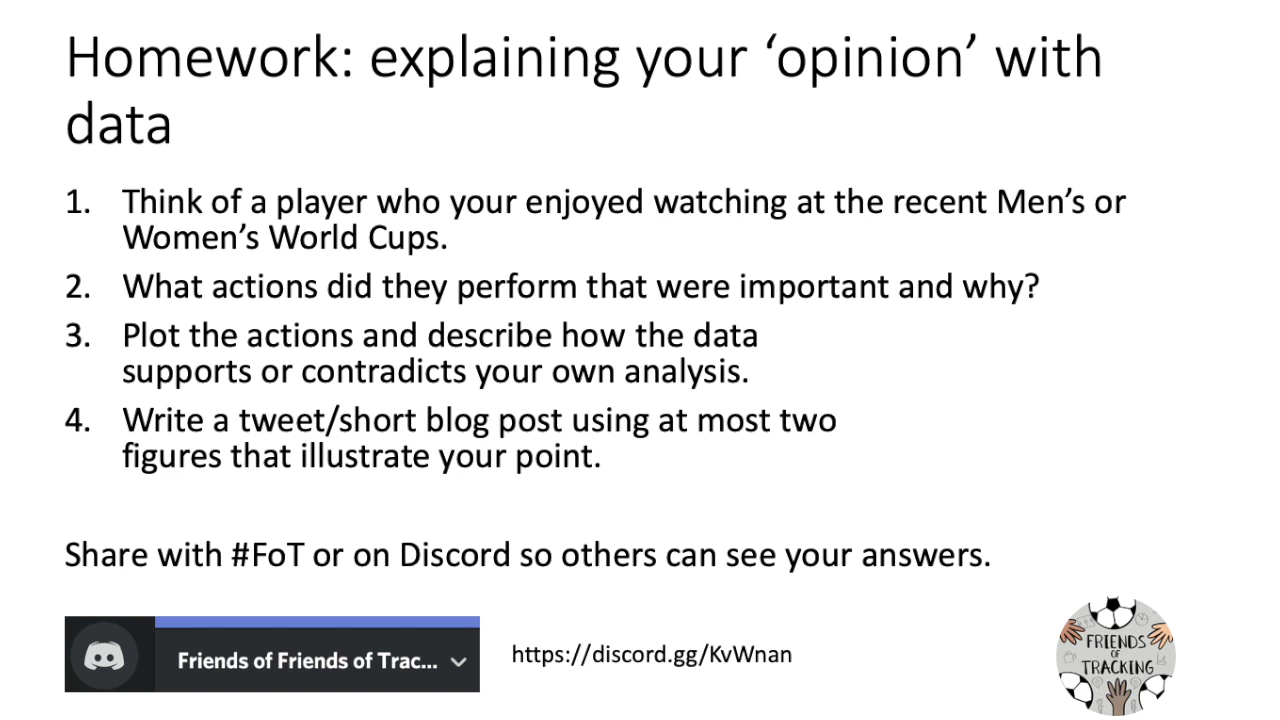 Homework: explaining your ‘opinion’ with
data
1. Think of a player who your enjoyed watching at the recent Men’s or
Women’s World Cups.
2. What actions did they perform that were important and why?
3. Plot the actions and describe how the data
supports or contradicts your own analysis.
4. Write a tweet/short blog post using at most two
figures that illustrate your point.
Share with #FoT or on Discord so others can see your answers.
Friends of Friends of Trac...
https://discord.gg/KvWnan
FRIENDS
OF
TRACKING